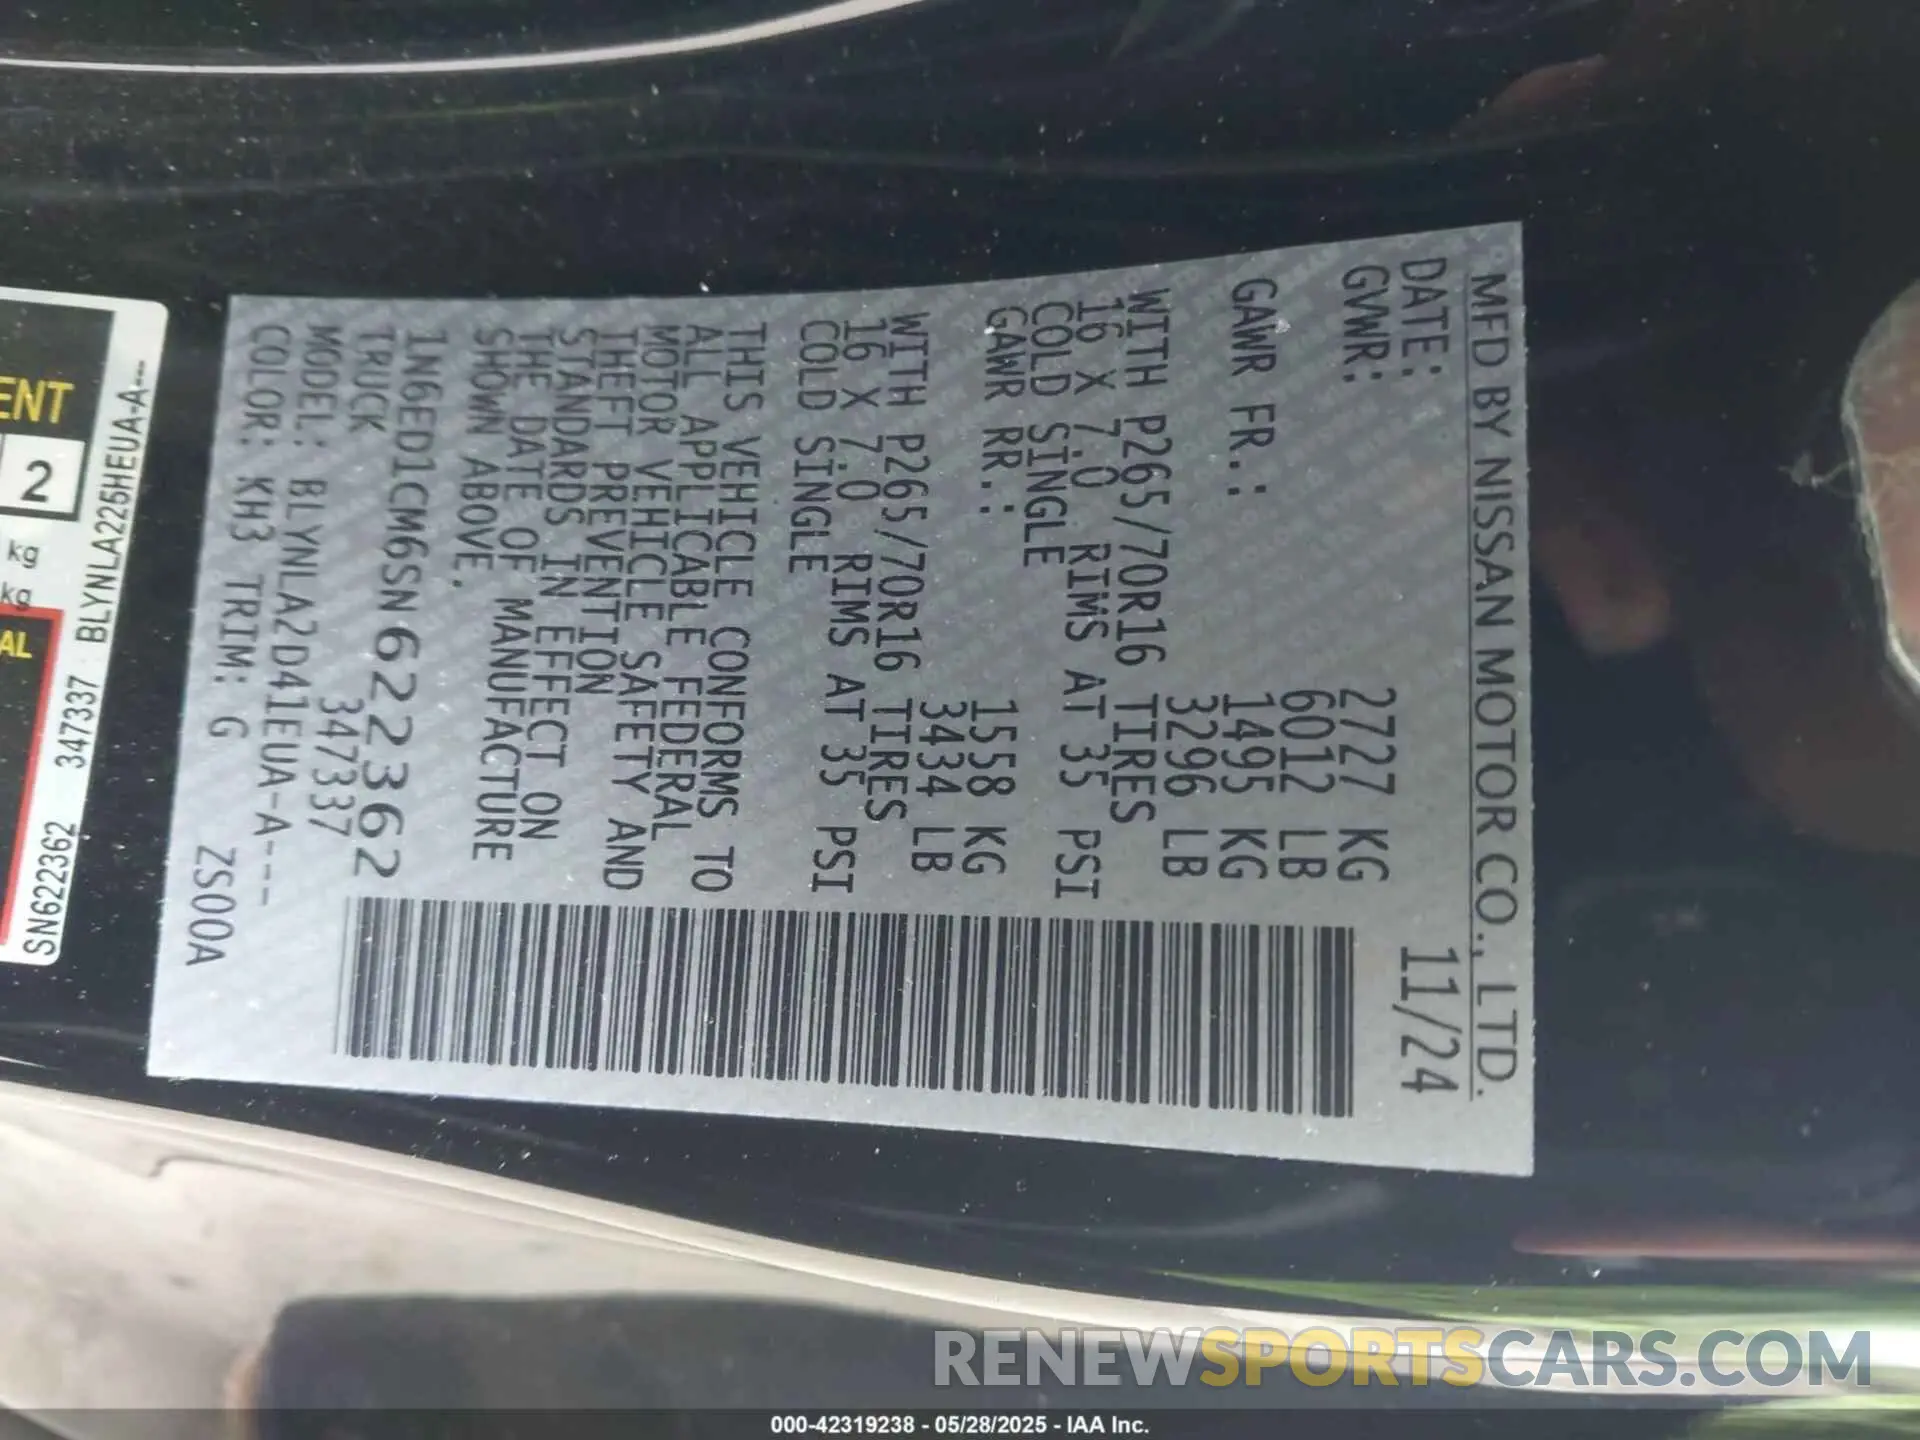 MFD BY NISSAN MOTOR CO., LTD.
DATE: 11/24
GVWR: 2727 KG
6012 LB
GAWR FR.: 1495 KG
3296 LB
WITH P265/70R16 TIRES
16 X 7.0 RIMS AT 35 PSI
COLD SINGLE
GAWR RR.: 1558 KG
3434 LB
WITH P265/70R16 TIRES
16 X 7.0 RIMS AT 35 PSI
COLD SINGLE
THIS VEHICLE CONFORMS TO
ALL APPLICABLE FEDERAL
MOTOR VEHICLE SAFETY AND
THEFT PREVENTION
STANDARDS IN EFFECT ON
THE DATE OF MANUFACTURE
SHOWN ABOVE.
1N6ED1CM6SN622362
TRUCK 347337
MODEL: BLYNLA2D41EUA-A---
COLOR: KH3 TRIM: G
ZS00A
ENT
2
kg
kg
AL
SN622362 347337 BLYNLA225HEUA-A---
RENEWSPORTSCARS.COM
000-42319238 - 05/28/2025 - IAA Inc.